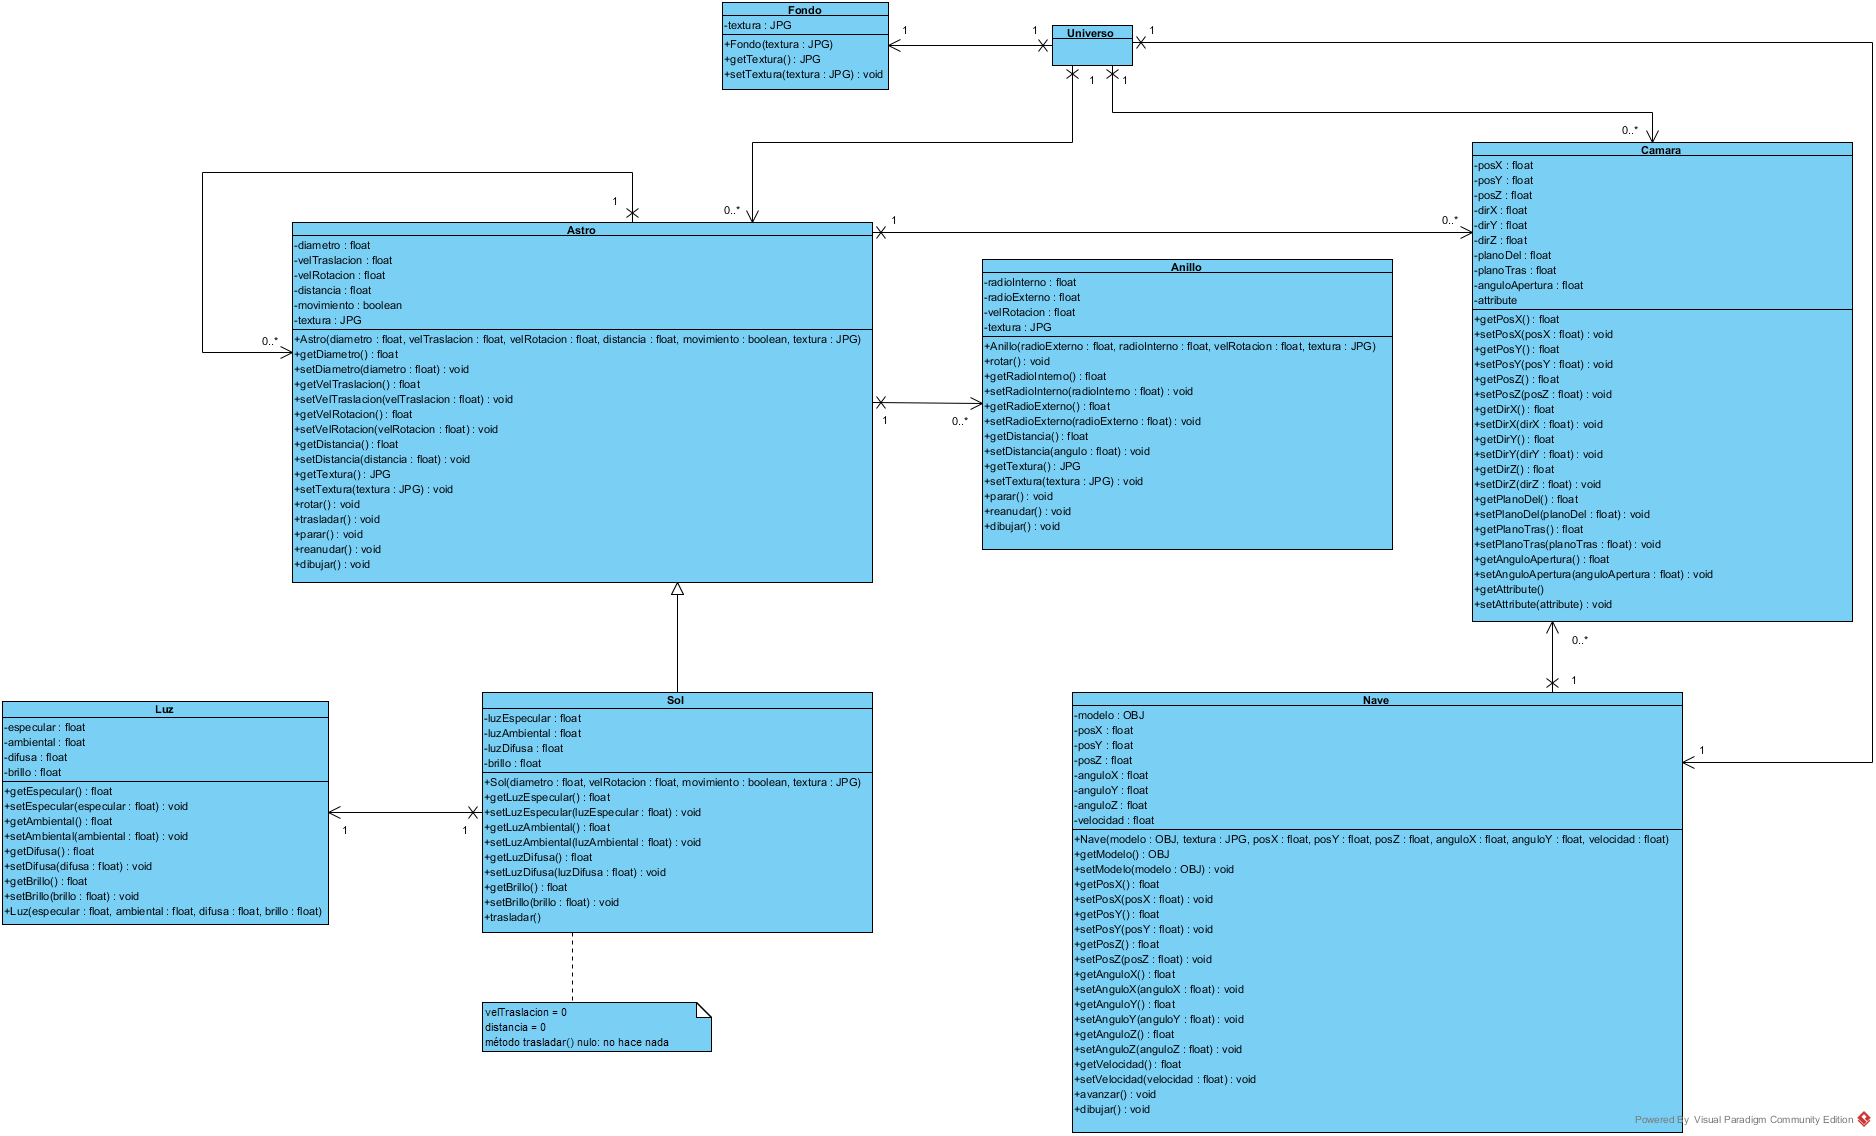 Fondo
-textura : JPG
+Fondo(textura : JPG)
+getTextura() : JPG
+setTextura(textura : JPG) : void
1
1
Universo
1
1
1
0..*
0..*
1
0..*
Astro
-diametro : float
-velTraslacion : float
-velRotacion : float
-distancia : float
-movimiento : boolean
-textura : JPG
+Astro(diametro : float, velTraslacion : float, velRotacion : float, distancia : float, movimiento : boolean, textura : JPG)
+getDiametro() : float
+setDiametro(diametro : float) : void
+getVelTraslacion() : float
+setVelTraslacion(velTraslacion : float) : void
+getVelRotacion() : float
+setVelRotacion(velRotacion : float) : void
+getDistancia() : float
+setDistancia(distancia : float) : void
+getTextura() : JPG
+setTextura(textura : JPG) : void
+rotar() : void
+trasladar() : void
+parar() : void
+reanudar() : void
+dibujar() : void
1
0..*
1
0..*
Anillo
-radioInterno : float
-radioExterno : float
-velRotacion : float
-textura : JPG
+Anillo(radioExterno : float, radioInterno : float, velRotacion : float, textura : JPG)
+rotar() : void
+getRadioInterno() : float
+setRadioInterno(radioInterno : float) : void
+getRadioExterno() : float
+setRadioExterno(radioExterno : float) : void
+getDistancia() : float
+setDistancia(angulo : float) : void
+getTextura() : JPG
+setTextura(textura : JPG) : void
+parar() : void
+reanudar() : void
+dibujar() : void
Camara
-posX : float
-posY : float
-posZ : float
-dirX : float
-dirY : float
-dirZ : float
-planoDel : float
-planoTras : float
-anguloApertura : float
-attribute
+getPosX() : float
+setPosX(posX : float) : void
+getPosY() : float
+setPosY(posY : float) : void
+getPosZ() : float
+setPosZ(posZ : float) : void
+getDirX() : float
+setDirX(dirX : float) : void
+getDirY() : float
+setDirY(dirY : float) : void
+getDirZ() : float
+setDirZ(dirZ : float) : void
+getPlanoDel() : float
+setPlanoDel(planoDel : float) : void
+getPlanoTras() : float
+setPlanoTras(planoTras : float) : void
+getAnguloApertura() : float
+setAnguloApertura(anguloApertura : float) : void
+getAttribute()
+setAttribute(attribute) : void
0..*
1
Luz
-especular : float
-ambiental : float
-difusa : float
-brillo : float
+getEspecular() : float
+setEspecular(especular : float) : void
+getAmbiental() : float
+setAmbiental(ambiental : float) : void
+getDifusa() : float
+setDifusa(difusa : float) : void
+getBrillo() : float
+setBrillo(brillo : float) : void
+Luz(especular : float, ambiental : float, difusa : float, brillo : float)
1
1
Sol
-luzEspecular : float
-luzAmbiental : float
-luzDifusa : float
-brillo : float
+Sol(diametro : float, velRotacion : float, movimiento : boolean, textura : JPG)
+getLuzEspecular() : float
+setLuzEspecular(luzEspecular : float) : void
+getLuzAmbiental() : float
+setLuzAmbiental(luzAmbiental : float) : void
+getLuzDifusa() : float
+setLuzDifusa(luzDifusa : float) : void
+getBrillo() : float
+setBrillo(brillo : float) : void
+trasladar()
velTraslacion = 0
distancia = 0
método trasladar() nulo: no hace nada
Nave
-modelo : OBJ
-posX : float
-posY : float
-posZ : float
-anguloX : float
-anguloY : float
-anguloZ : float
-velocidad : float
+Nave(modelo : OBJ, textura : JPG, posX : float, posY : float, posZ : float, anguloX : float, anguloY : float, velocidad : float)
+getModelo() : OBJ
+setModelo(modelo : OBJ) : void
+getPosX() : float
+setPosX(posX : float) : void
+getPosY() : float
+setPosY(posY : float) : void
+getPosZ() : float
+setPosZ(posZ : float) : void
+getAnguloX() : float
+setAnguloX(anguloX : float) : void
+getAnguloY() : float
+setAnguloY(anguloY : float) : void
+getAnguloZ() : float
+setAnguloZ(anguloZ : float) : void
+getVelocidad() : float
+setVelocidad(velocidad : float) : void
+avanzar() : void
+dibujar() : void
1
Powered By Visual Paradigm Community Edition